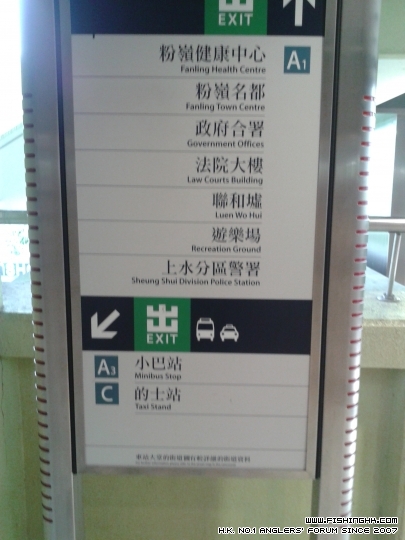 出
EXIT
粉嶺健康中心
A1
Fanling Health Centre
粉嶺名都
Fanling Town Centre
政府合署
Government Offices
法院大樓
Law Courts Building
聯和墟
Luen Wo Hui
遊樂場
Recreation Ground
上水分區警署
Sheung Shui Division Police Station
出
EXIT
A3 小巴站
Minibus Stop
C 的士站
Taxi Stand
www.FISHINGHK.COM
H.K. NO.1 ANGLERS' FORUM SINCE 2007